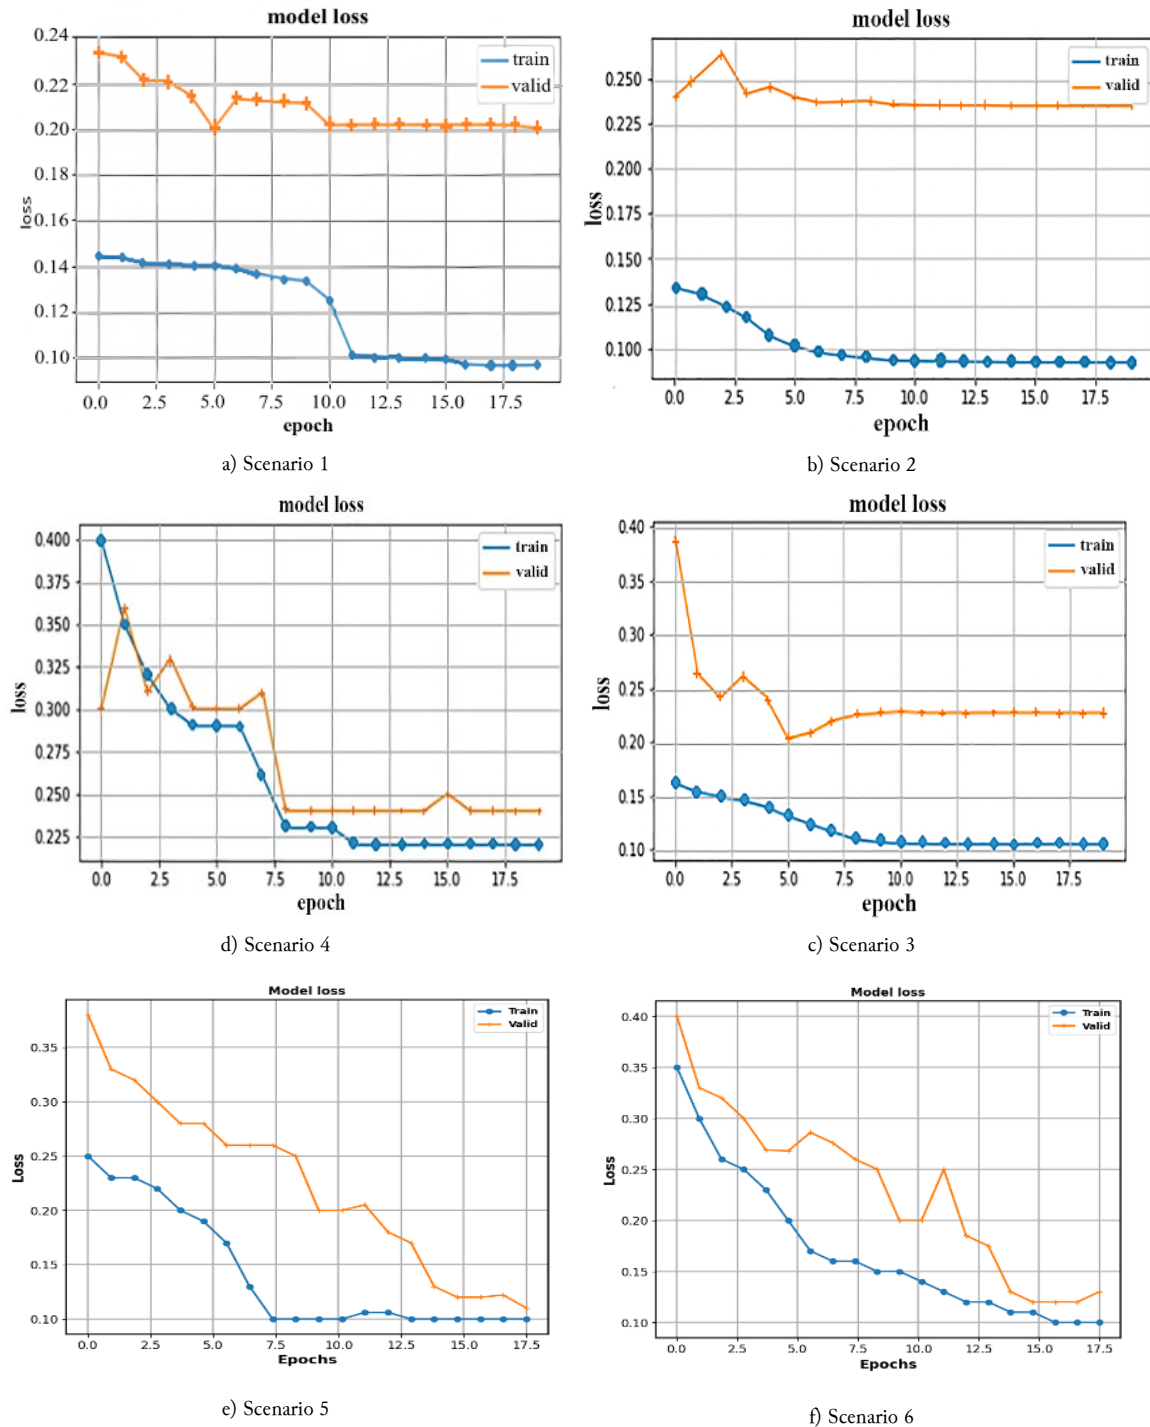 model loss
train
valid
0.24
0.22
0.20
0.18
0.16
0.14
0.12
0.10
loss
0.0 2.5 5.0 7.5 10.0 12.5 15.0 17.5
epoch
a) Scenario 1
model loss
train
valid
0.250
0.225
0.200
0.175
0.150
0.125
0.100
loss
0.0 2.5 5.0 7.5 10.0 12.5 15.0 17.5
epoch
b) Scenario 2
model loss
train
valid
0.400
0.375
0.350
0.325
0.300
0.275
0.250
0.225
loss
0.0 2.5 5.0 7.5 10.0 12.5 15.0 17.5
epoch
d) Scenario 4
model loss
train
valid
0.40
0.35
0.30
0.25
0.20
0.15
0.10
loss
0.0 2.5 5.0 7.5 10.0 12.5 15.0 17.5
epoch
c) Scenario 3
Model loss
Train
Valid
0.35
0.30
0.25
0.20
0.15
0.10
Loss
0.0 2.5 5.0 7.5 10.0 12.5 15.0 17.5
Epochs
e) Scenario 5
Model loss
Train
Valid
0.40
0.35
0.30
0.25
0.20
0.15
0.10
Loss
0.0 2.5 5.0 7.5 10.0 12.5 15.0 17.5
Epochs
f) Scenario 6